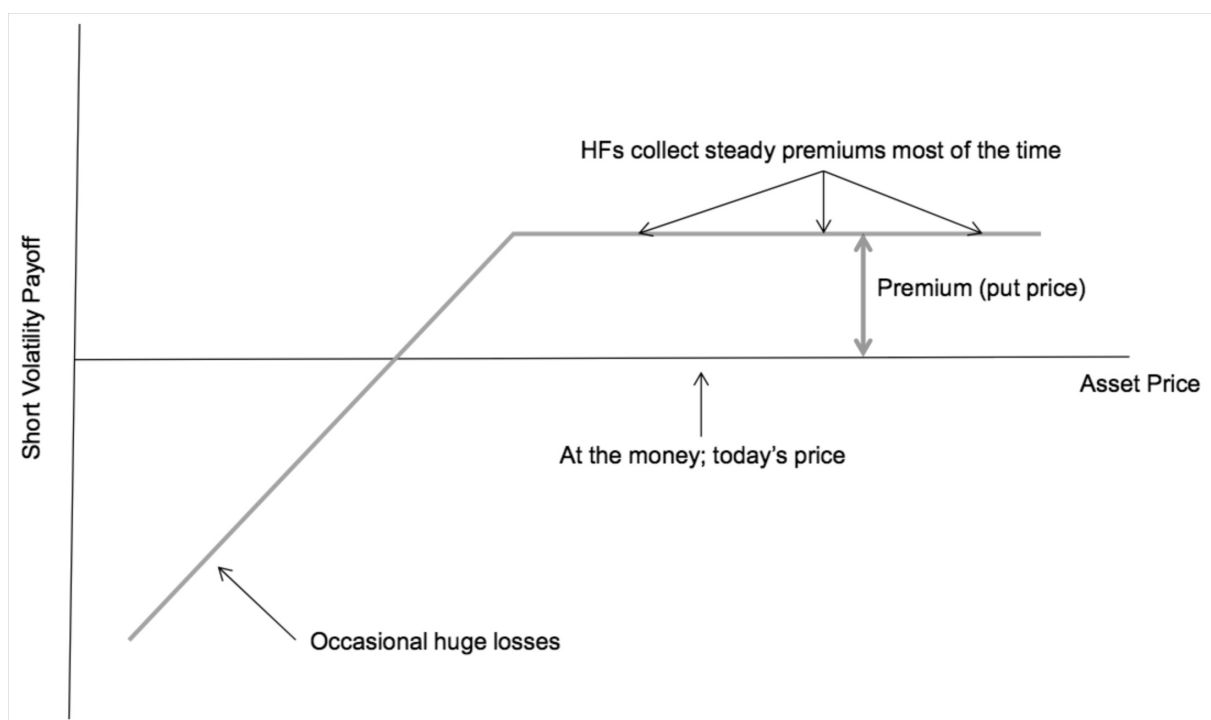 HFs collect steady premiums most of the time
Short Volatility Payoff
Premium (put price)
Asset Price
At the money; today’s price
Occasional huge losses